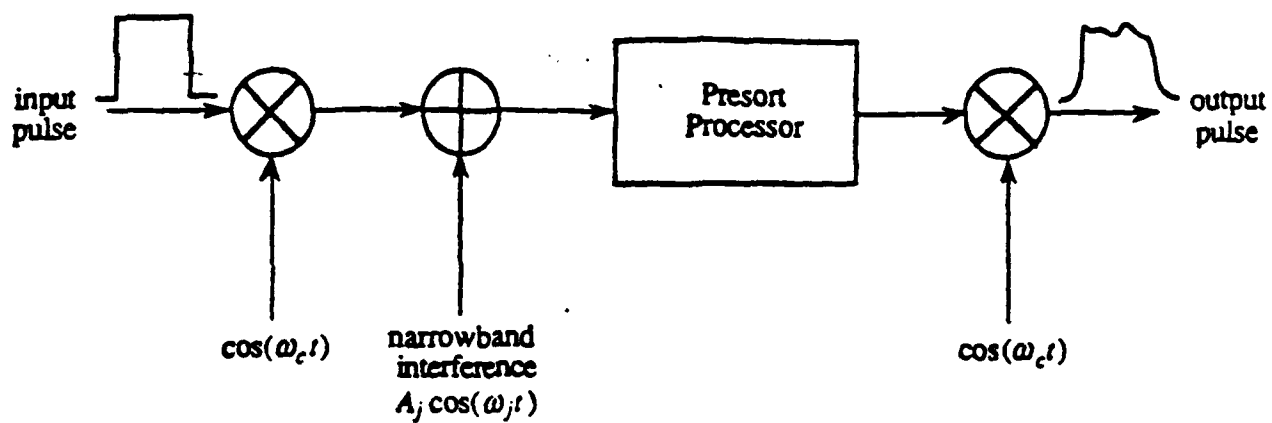 input
pulse
Presort
Processor
output
pulse
cos(ω_c t)
narrowband
interference
A_j cos(ω_j t)
cos(ω_c t)